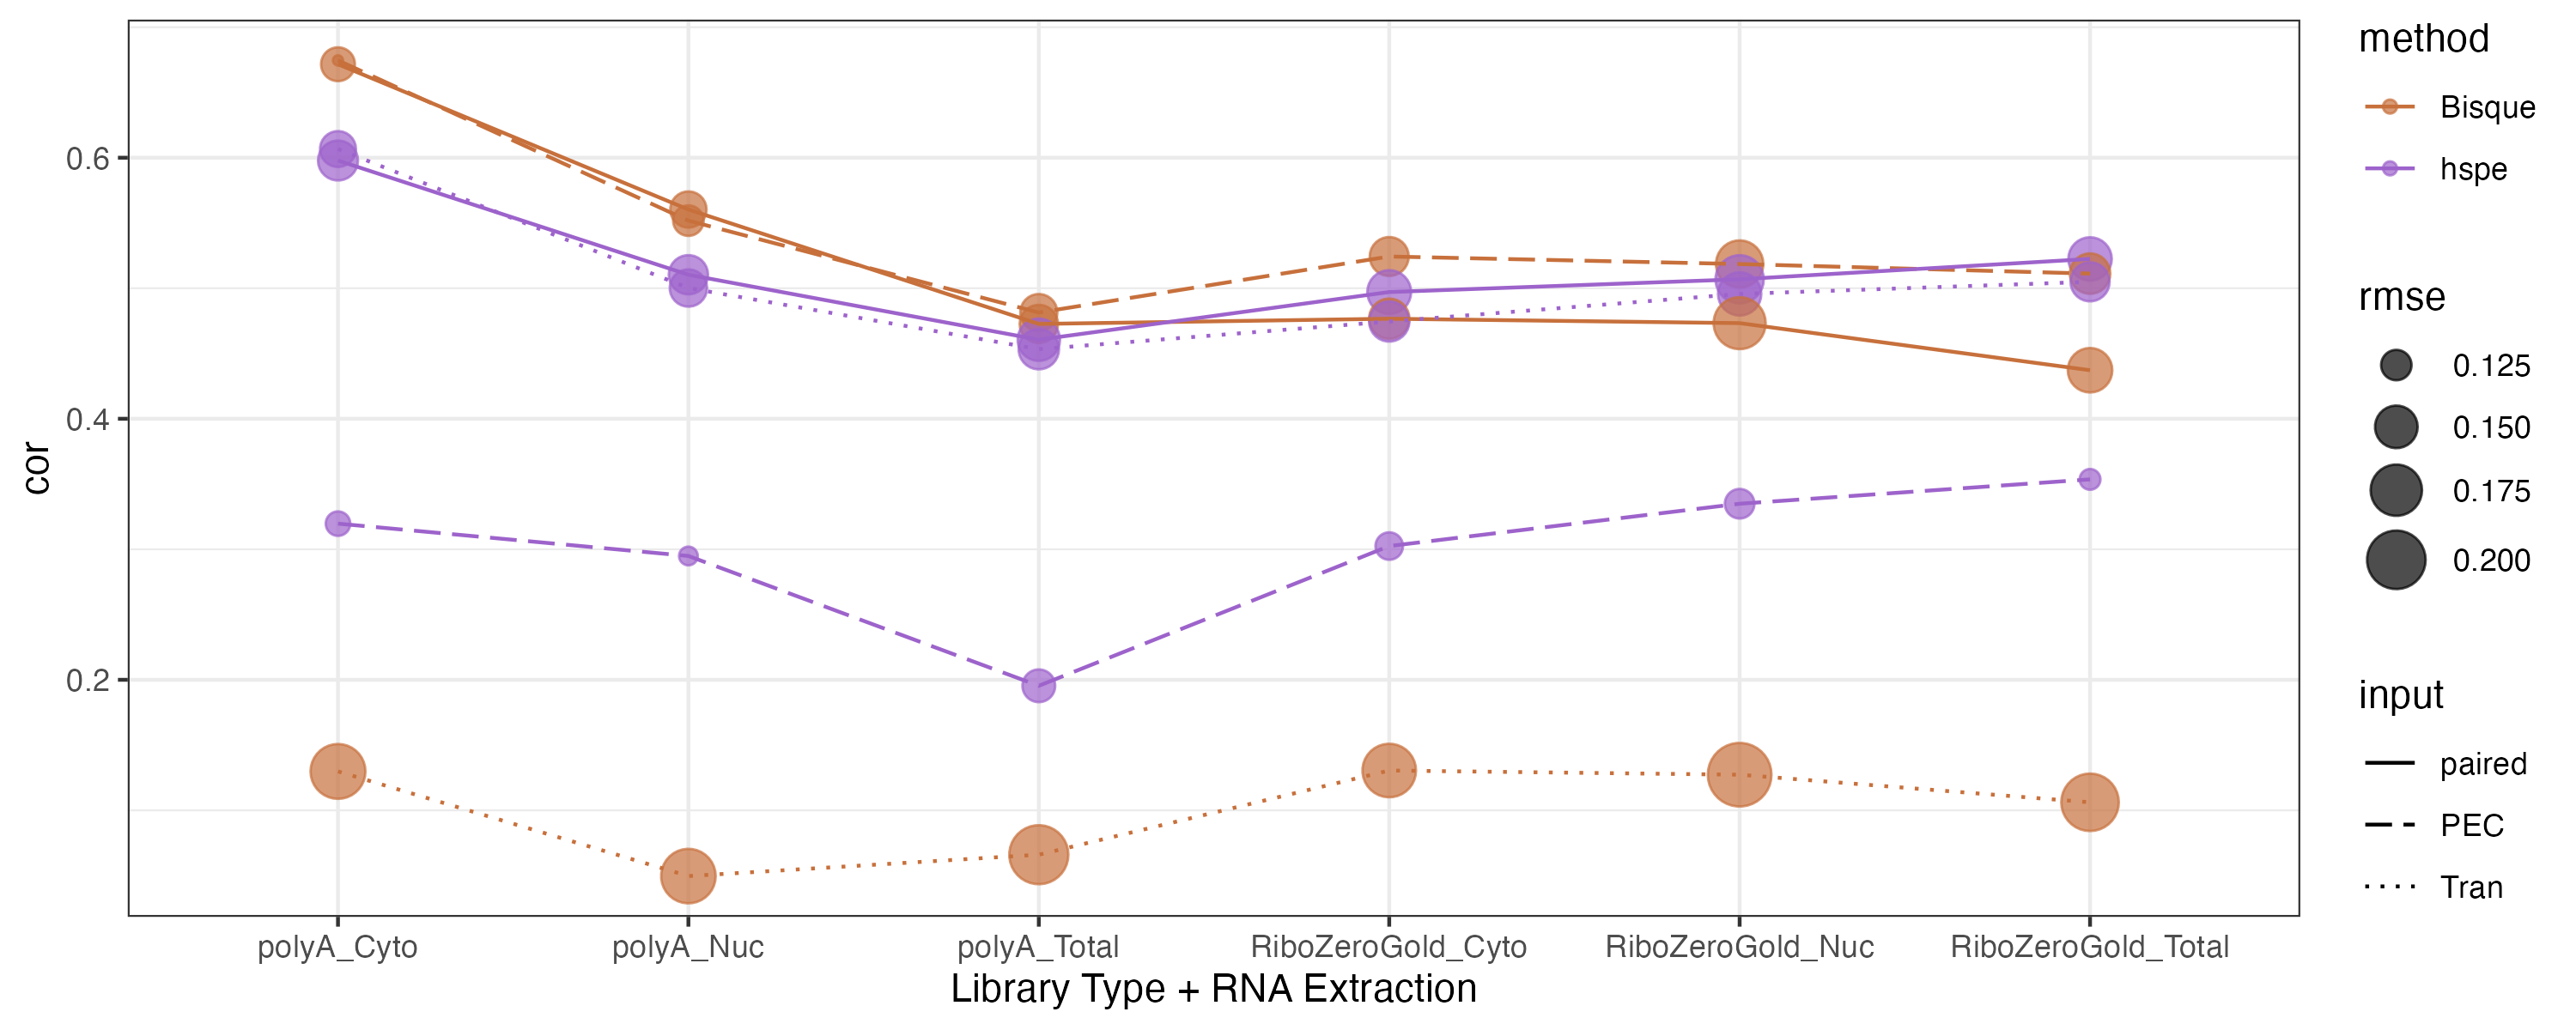 method
Bisque
hspe
rmse
0.125
0.150
0.175
0.200
input
paired
PEC
Tran
cor
0.6
0.4
0.2
polyA_Cyto
polyA_Nuc
polyA_Total
RiboZeroGold_Cyto
RiboZeroGold_Nuc
RiboZeroGold_Total
Library Type + RNA Extraction